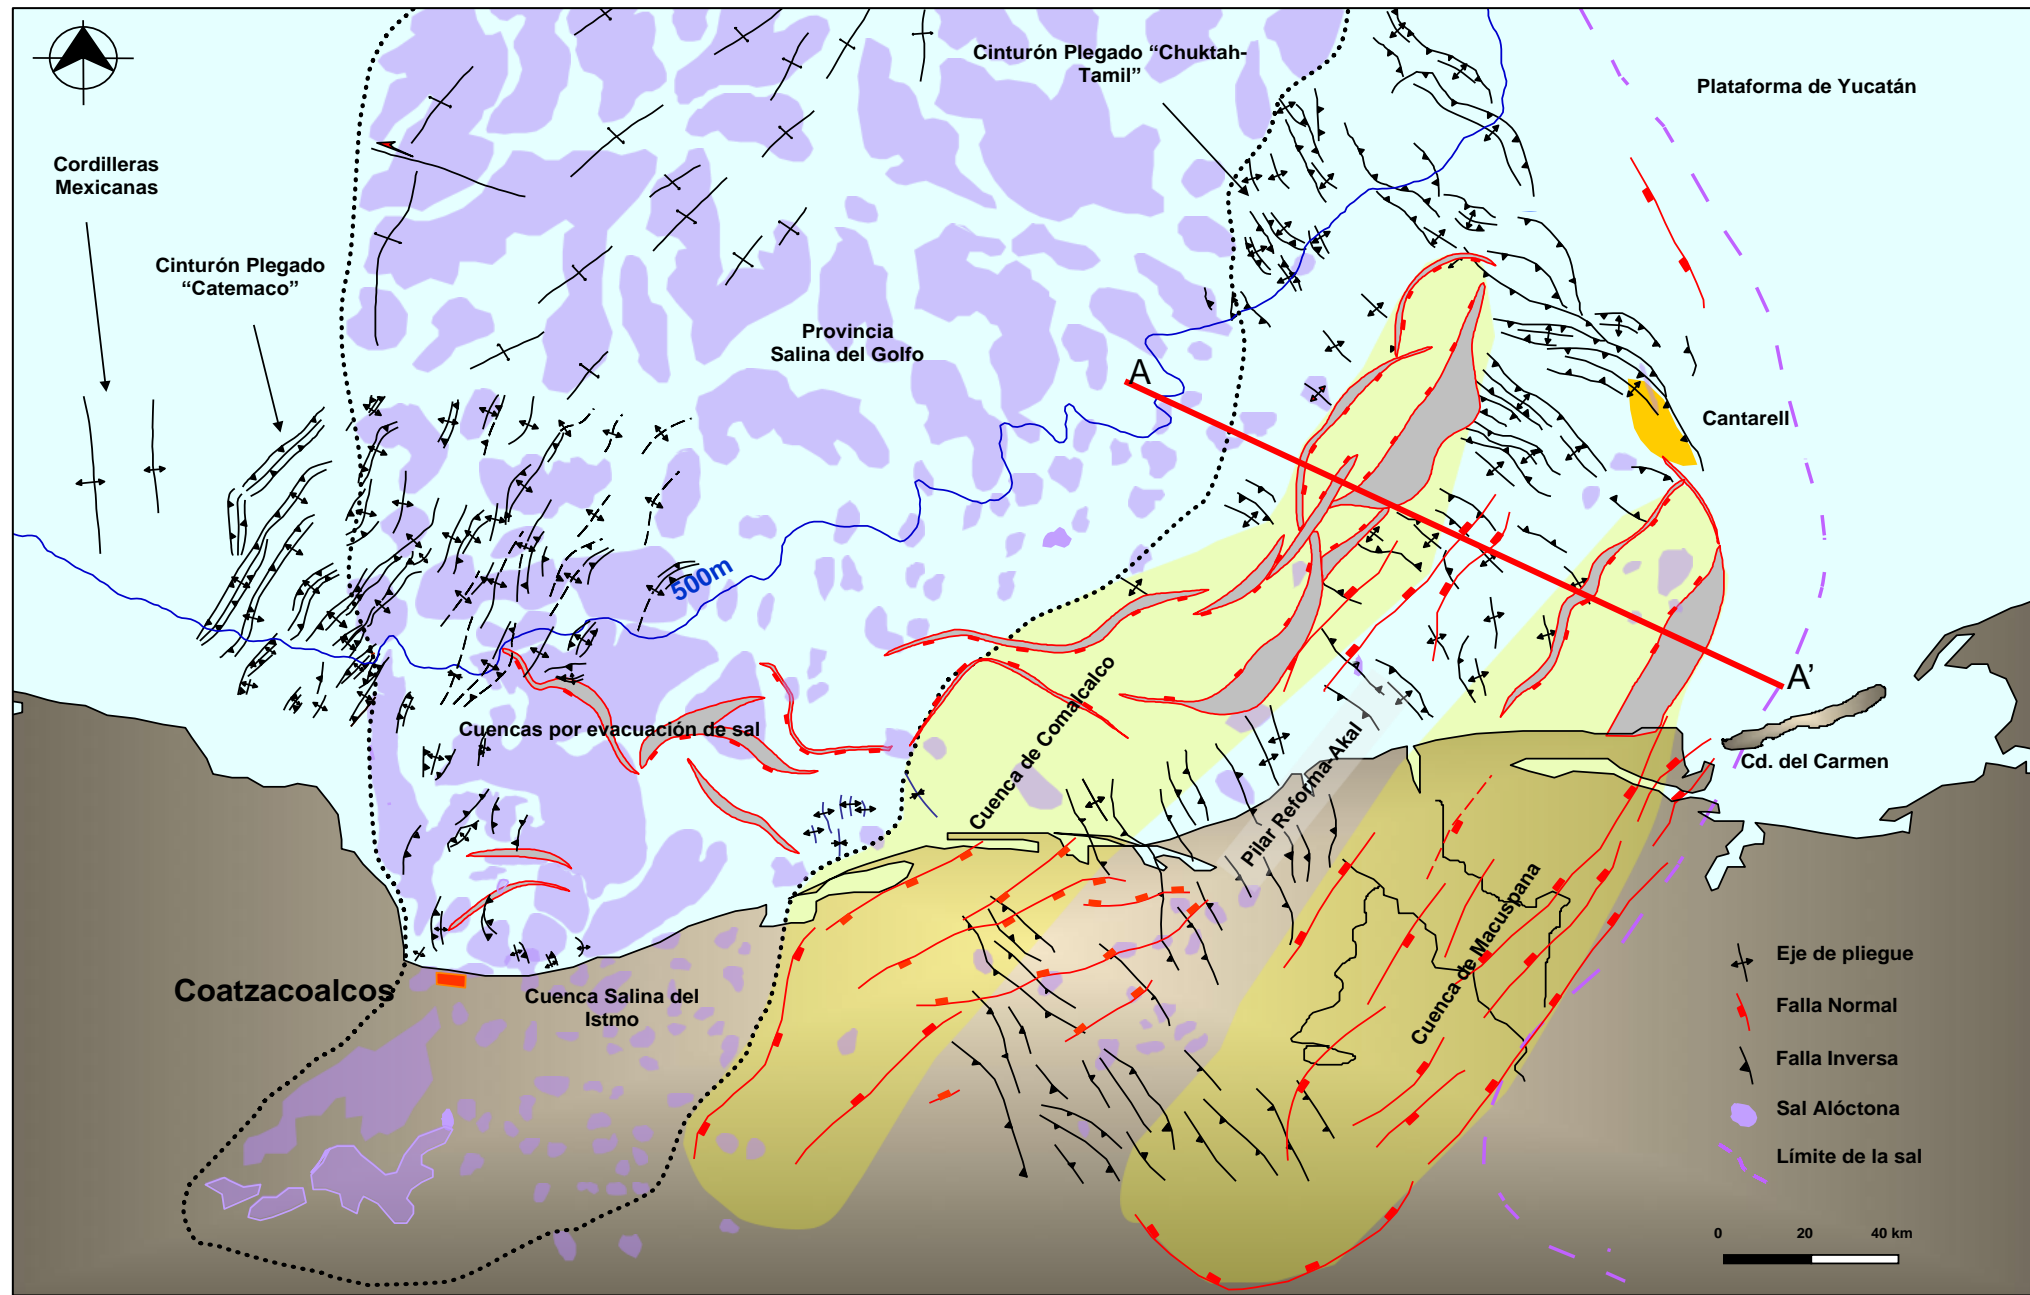 Cinturón Plegado “Chuktah-
Tamil”
Plataforma de Yucatán
Cordilleras
Mexicanas
Cinturón Plegado
“Catemaco”
Provincia
Salina del Golfo
A
Cantarell
500m
A’
Cuencas por evacuación de sal
Cuenca de Comalcalco
Pilar Reforma-Akal
Cd. del Carmen
Cuenca de Macuspana
Coatzacoalcos
Cuenca Salina del
Istmo
Eje de pliegue
Falla Normal
Falla Inversa
Sal Alóctona
Límite de la sal
0 20 40 km